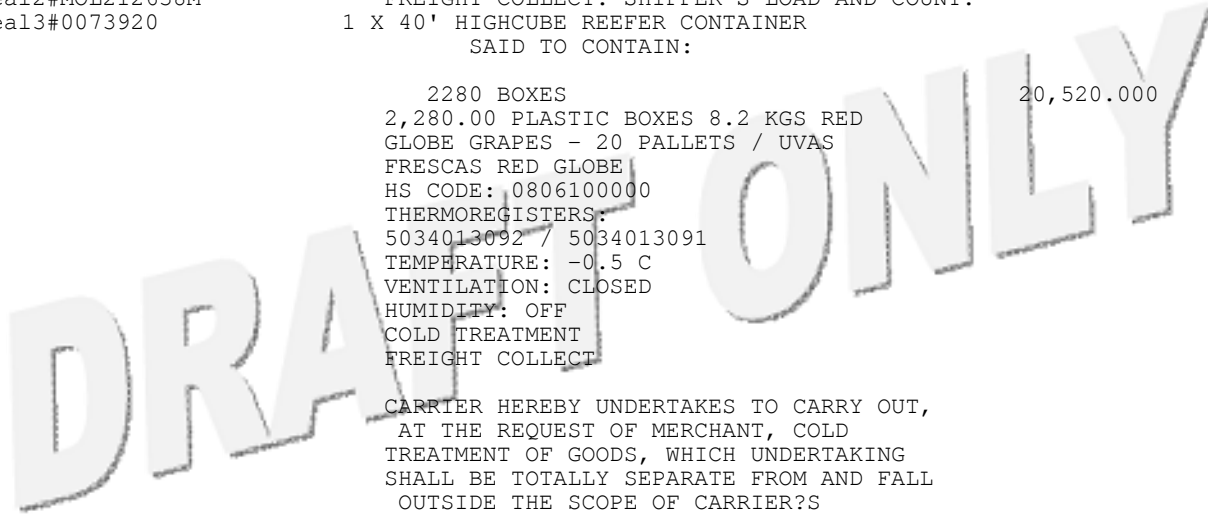 FREIGHT COLLECT. SHIPPER'S LOAD AND COUNT.
eal3#0073920 1 X 40' HIGHCUBE REEFER CONTAINER
SAID TO CONTAIN:
2280 BOXES 20,520.000
2,280.00 PLASTIC BOXES 8.2 KGS RED
GLOBE GRAPES - 20 PALLETS / UVAS
FRESCAS RED GLOBE
HS CODE: 0806100000
THERMOREGISTERS:
5034013092 / 5034013091
TEMPERATURE: -0.5 C
VENTILATION: CLOSED
HUMIDITY: OFF
COLD TREATMENT
FREIGHT COLLECT
CARRIER HEREBY UNDERTAKES TO CARRY OUT,
AT THE REQUEST OF MERCHANT, COLD
TREATMENT OF GOODS, WHICH UNDERTAKING
SHALL BE TOTALLY SEPARATE FROM AND FALL
OUTSIDE THE SCOPE OF CARRIER?S
DRAFT ONLY